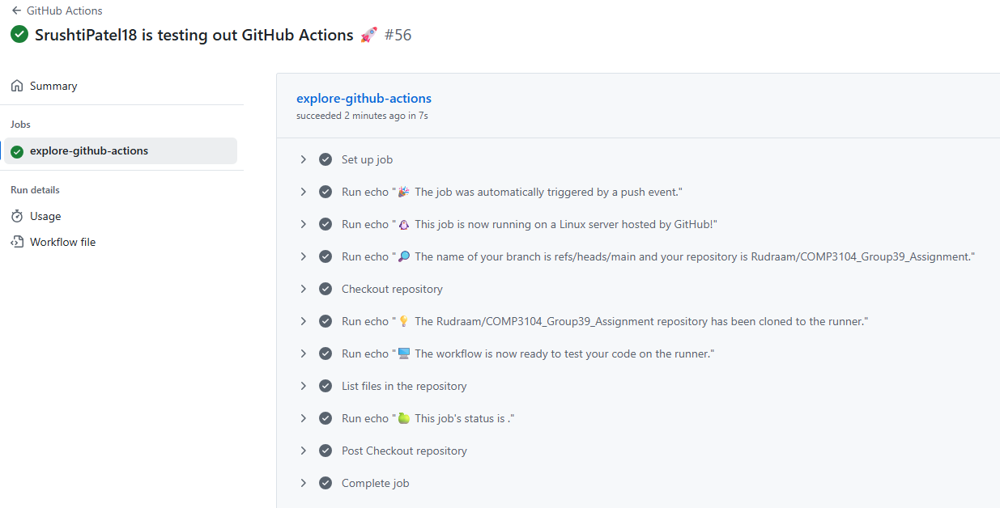 ← GitHub Actions
SrushtiPatel18 is testing out GitHub Actions 🚀 #56
Summary
Jobs
explore-github-actions
Run details
Usage
Workflow file
explore-github-actions
succeeded 2 minutes ago in 7s
Set up job
Run echo "🎉 The job was automatically triggered by a push event."
Run echo "🐧 This job is now running on a Linux server hosted by GitHub!"
Run echo "🔎 The name of your branch is refs/heads/main and your repository is Rudraam/COMP3104_Group39_Assignment."
Checkout repository
Run echo "💡 The Rudraam/COMP3104_Group39_Assignment repository has been cloned to the runner."
Run echo "🖥️ The workflow is now ready to test your code on the runner."
List files in the repository
Run echo "🍏 This job's status is ."
Post Checkout repository
Complete job